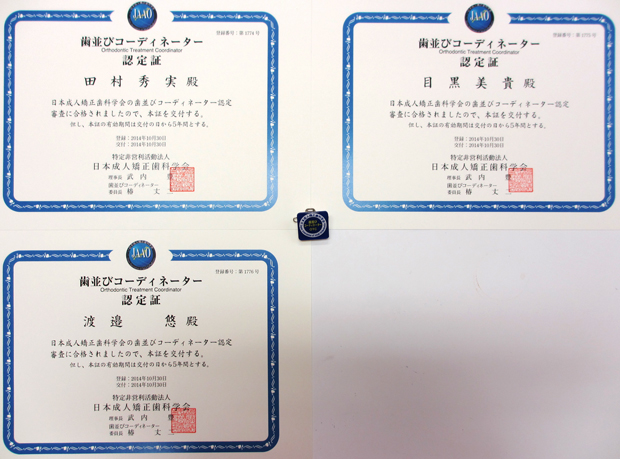 JAAO
登録番号:第1774号
歯並びコーディネーター
Orthodontic Treatment Coordinator
認定証
田村秀実 殿
日本成人矯正歯科学会の歯並びコーディネーター認定
審査に合格されましたので、本証を交付する。
但し、本証の有効期間は交付の日から5年間とする。
登録:2014年10月30日
交付:2014年10月30日
特定非営利活動法人
日本成人矯正歯科学会
理事長 武内 豊
歯並びコーディネーター
委員長 椿 丈
JAAO
歯並びコーディネーター
Orthodontic Treatment Coordinator
認定証
目黒美貴 殿
日本成人矯正歯科学会の歯並びコーディネーター認定
審査に合格されましたので、本証を交付する。
但し、本証の有効期間は交付の日から5年間とする。
登録:2014年10月30日
交付:2014年10月30日
特定非営利活動法人
日本成人矯正歯科学会
理事長 武内 豊
歯並びコーディネーター
委員長 椿 丈
JAAO
登録番号:第1776号
歯並びコーディネーター
Orthodontic Treatment Coordinator
認定証
渡邉 悠 殿
日本成人矯正歯科学会の歯並びコーディネーター認定
審査に合格されましたので、本証を交付する。
但し、本証の有効期間は交付の日から5年間とする。
登録:2014年10月30日
交付:2014年10月30日
特定非営利活動法人
日本成人矯正歯科学会
理事長 武内 豊
歯並びコーディネーター
委員長 椿 丈